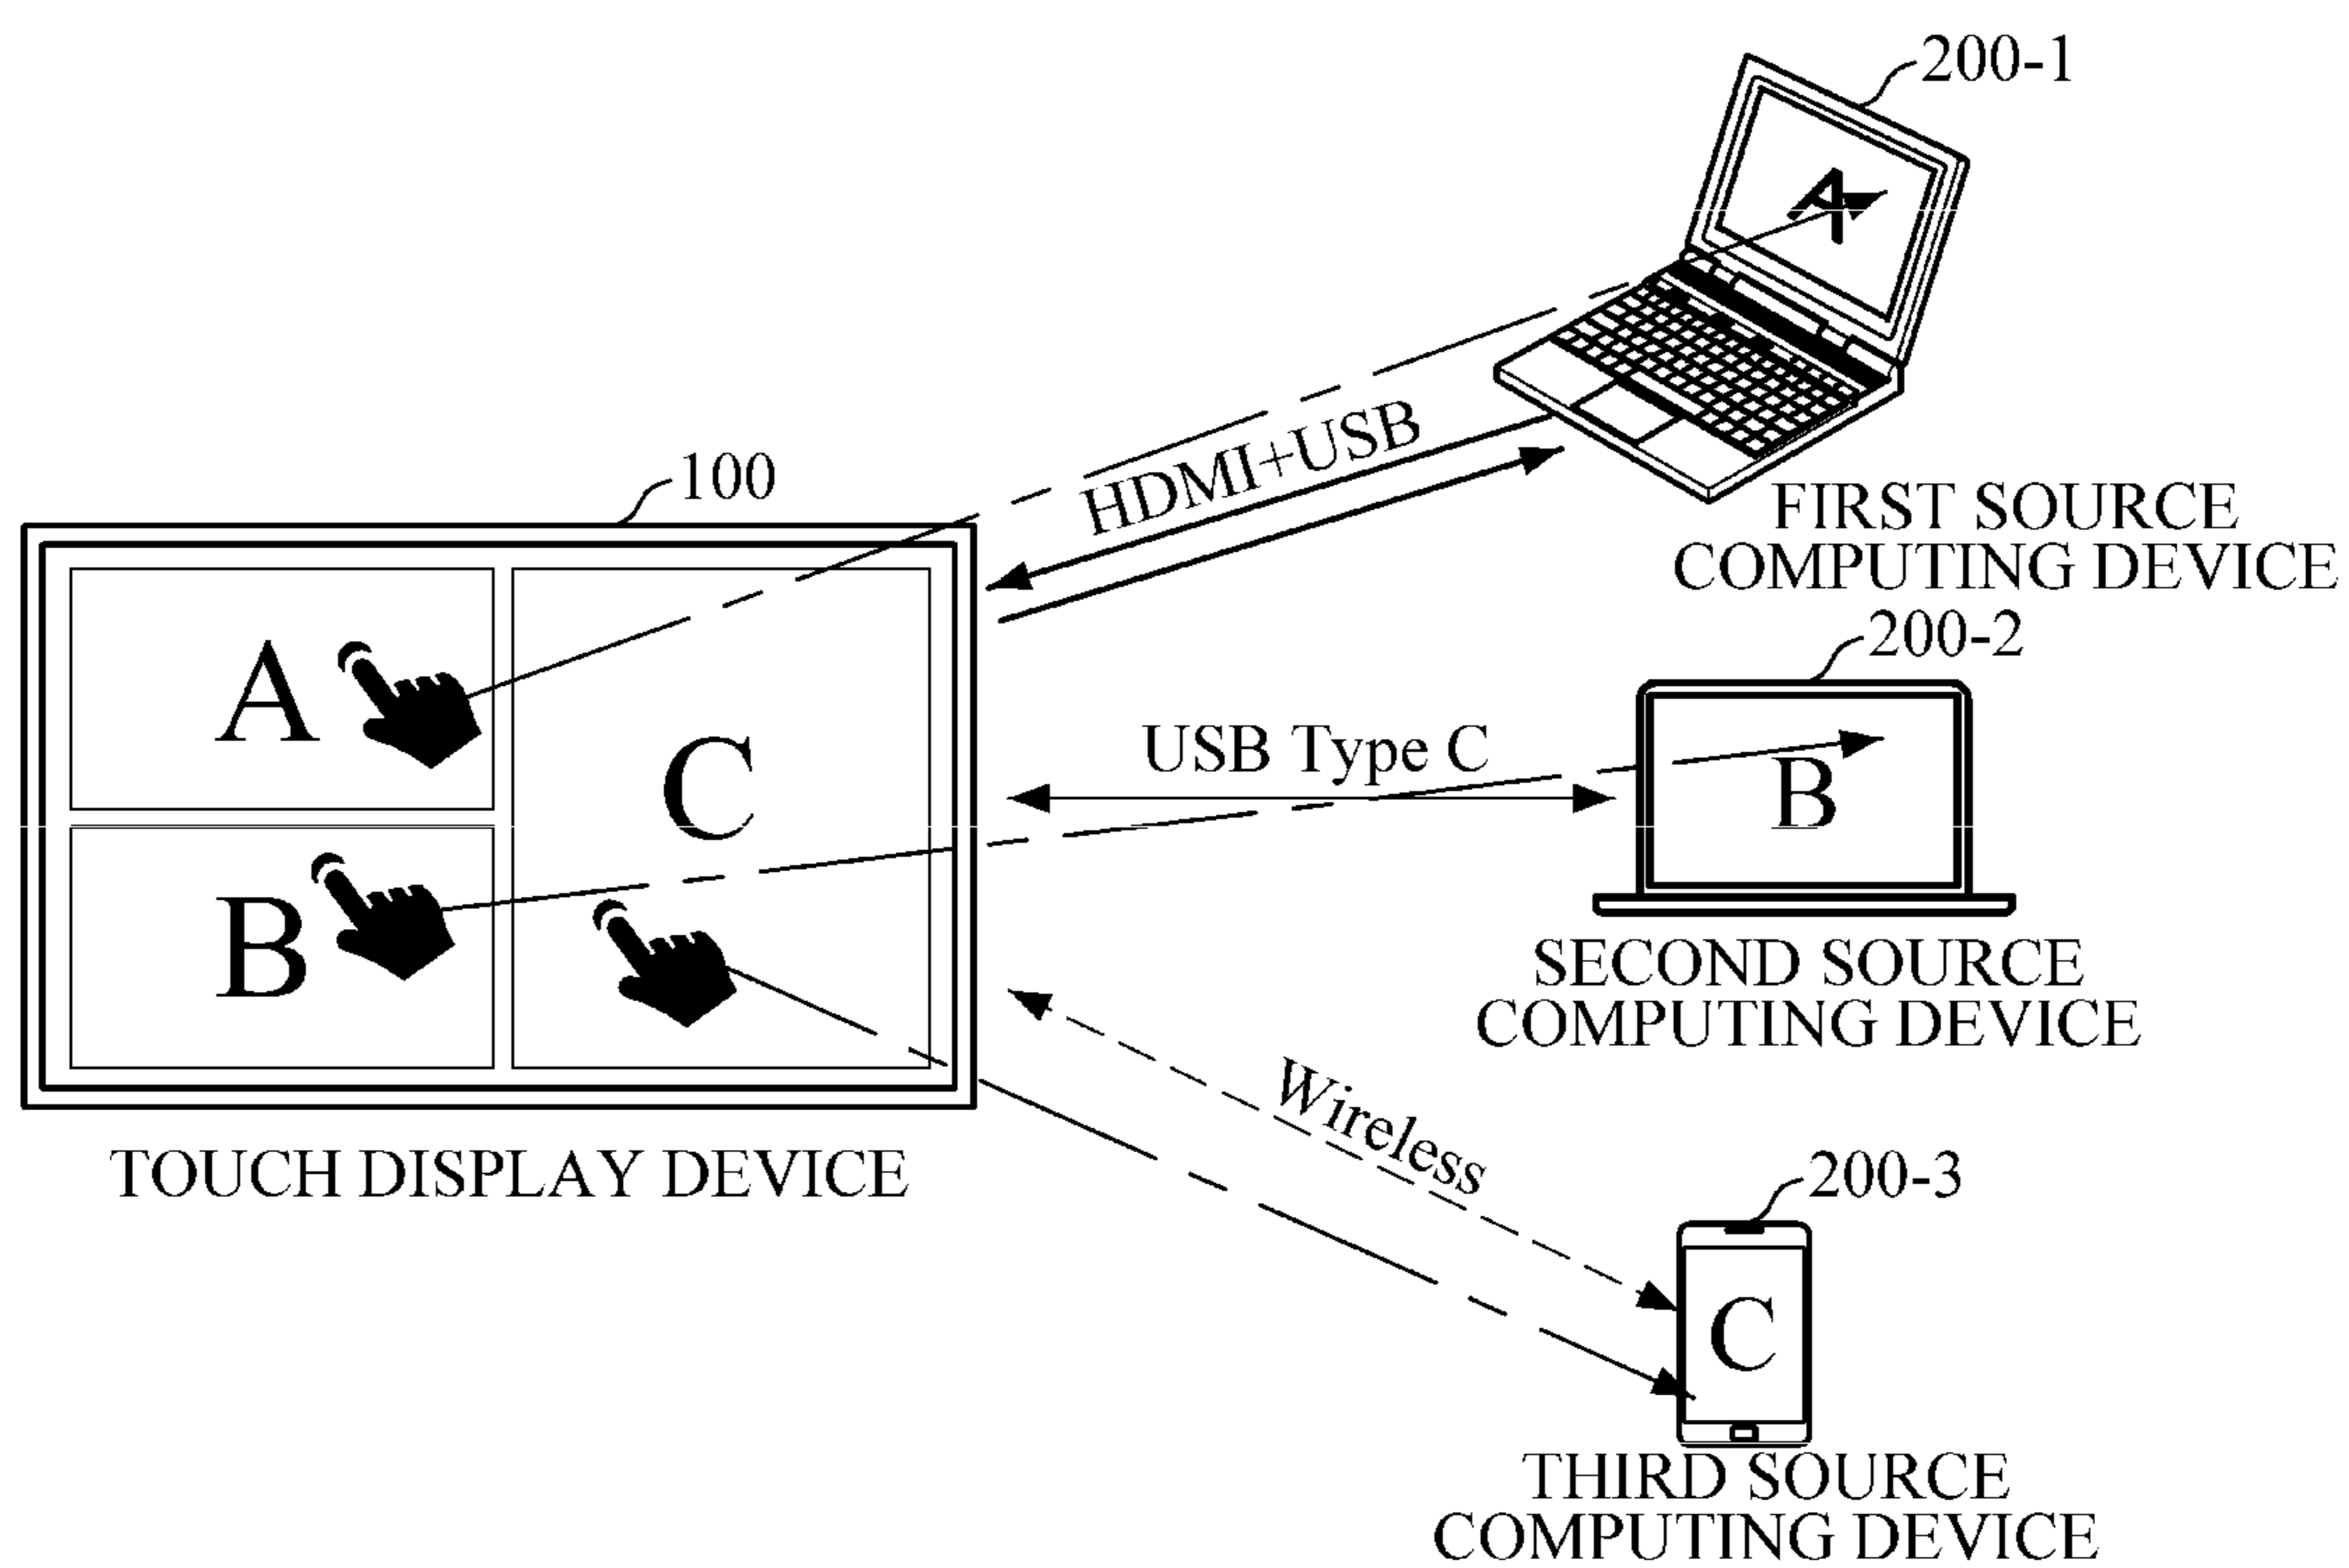 200-1
A
HDMI+USB
FIRST SOURCE
COMPUTING DEVICE
100
A
B
C
TOUCH DISPLAY DEVICE
200-2
USB Type C
B
SECOND SOURCE
COMPUTING DEVICE
Wireless
200-3
C
THIRD SOURCE
COMPUTING DEVICE